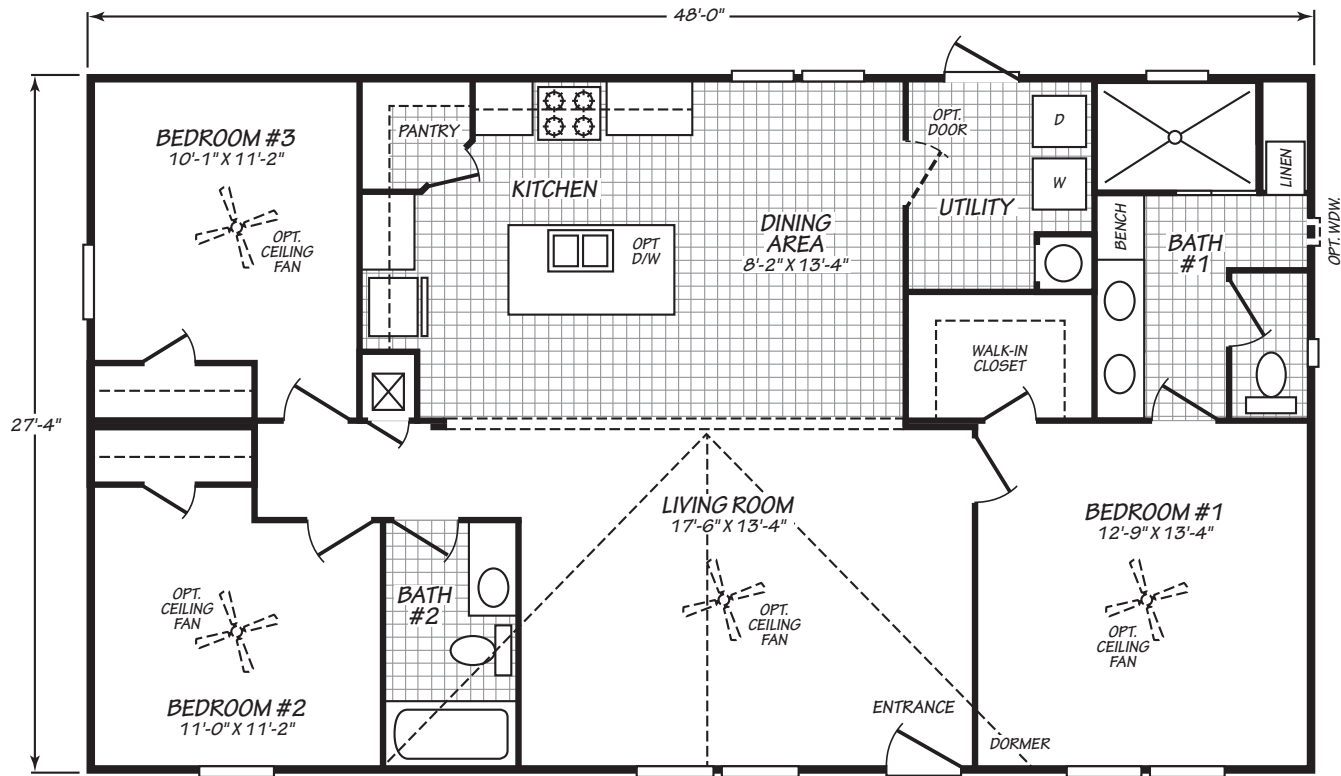 48'-0"
27'-4"
BEDROOM #3
10'-1" X 11'-2"
OPT.
CEILING
FAN
PANTRY
KITCHEN
OPT
D/W
DINING
AREA
8'-2" X 13'-4"
OPT.
DOOR
UTILITY
D
W
BENCH
LINEN
BATH
#1
OPT. WDW.
WALK-IN
CLOSET
LIVING ROOM
17'-6" X 13'-4"
OPT.
CEILING
FAN
BEDROOM #1
12'-9" X 13'-4"
OPT.
CEILING
FAN
OPT.
CEILING
FAN
BEDROOM #2
11'-0" X 11'-2"
BATH
#2
ENTRANCE
DORMER